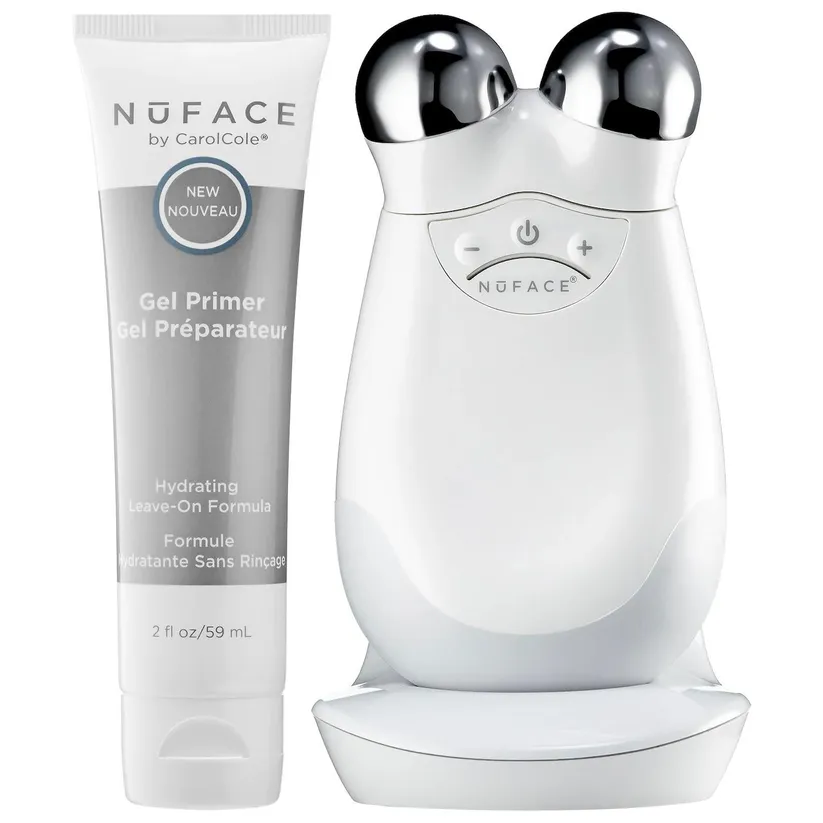 NūFACE
by CarolCole®
NEW
NOUVEAU
Gel Primer
Gel Préparateur
Hydrating
Leave-On Formula
Formule
Hydratante Sans Rinçage
2 fl oz/59 mL
− +
NūFACE®